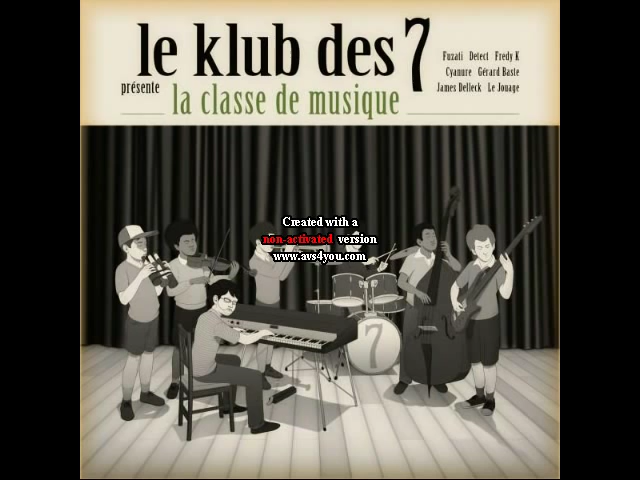 le klub des 7
Fuzati Detect Fredy K
Cyanure Gérard Baste
James Delleck Le Jouage
présente
la classe de musique
Created with a
non-activated version
www.avs4you.com
7